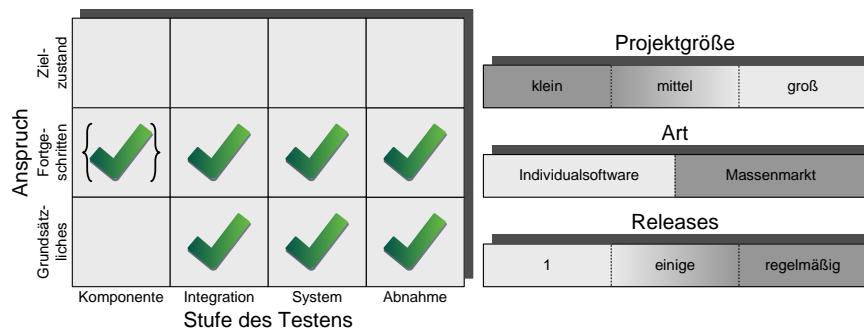 Anspruch
Ziel-
zustand
Fortge-
schritten
Grundsätz-
liches
Komponente Integration System Abnahme
Stufe des Testens
Projektgröße
klein mittel groß
Art
Individualsoftware Massenmarkt
Releases
1 einige regelmäßig